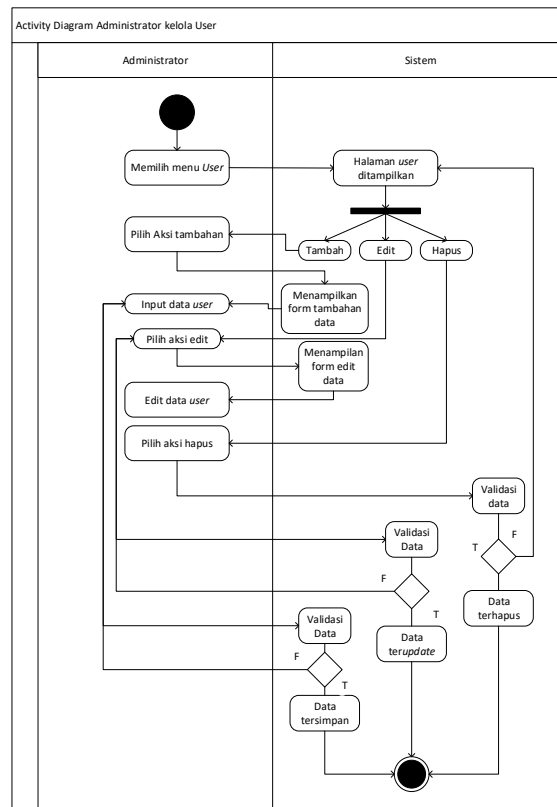 Activity Diagram Administrator kelola User
Administrator
Sistem
Memilih menu User
Halaman user
ditampilkan
Pilih Aksi tambahan
Tambah
Edit
Hapus
Input data user
Menampilkan
form tambahan
data
Pilih aksi edit
Menampilan
form edit
data
Edit data user
Pilih aksi hapus
Validasi
data
F
T
Validasi
Data
F
T
Data
terhapus
Validasi
Data
F
T
Data
terupdate
Data
tersimpan